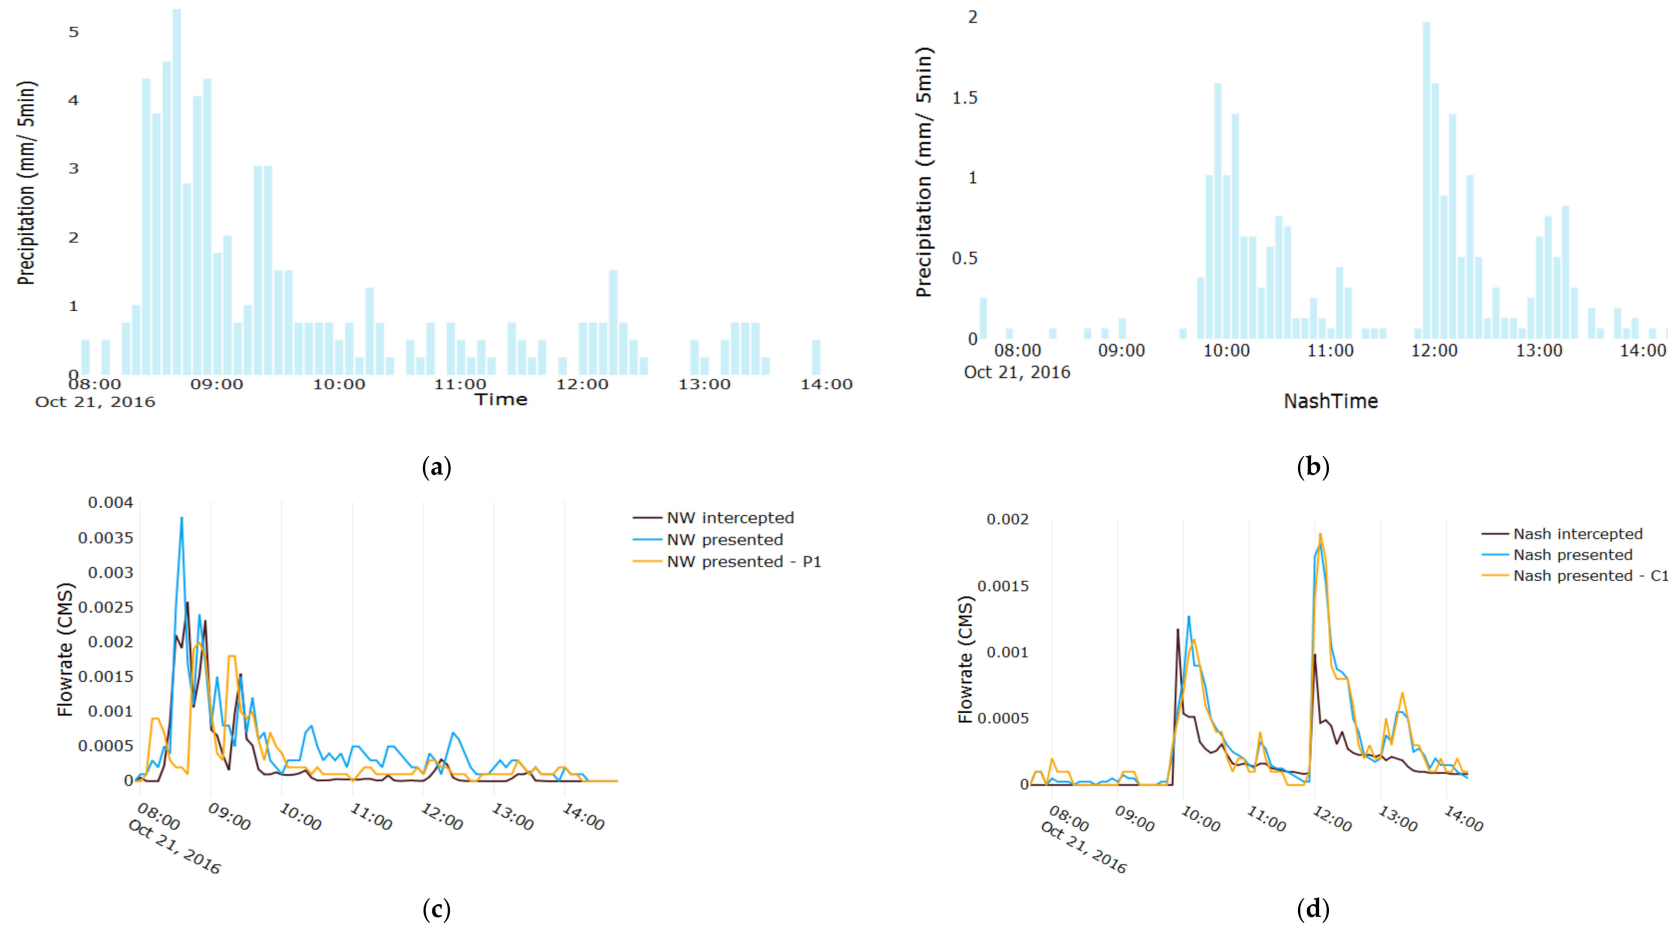 Precipitation (mm/ 5min)
5
4
3
2
1
0
08:00
09:00
10:00
11:00
12:00
13:00
14:00
Oct 21, 2016
Time
(a)
Precipitation (mm/ 5min)
2
1.5
1
0.5
0
08:00
09:00
10:00
11:00
12:00
13:00
14:00
Oct 21, 2016
NashTime
(b)
Flowrate (CMS)
0.004
0.0035
0.003
0.0025
0.002
0.0015
0.001
0.0005
0
08:00
09:00
10:00
11:00
12:00
13:00
14:00
Oct 21, 2016
NW intercepted
NW presented
NW presented - P1
(c)
Flowrate (CMS)
0.002
0.0015
0.001
0.0005
0
08:00
09:00
10:00
11:00
12:00
13:00
14:00
Oct 21, 2016
Nash intercepted
Nash presented
Nash presented - C1
(d)